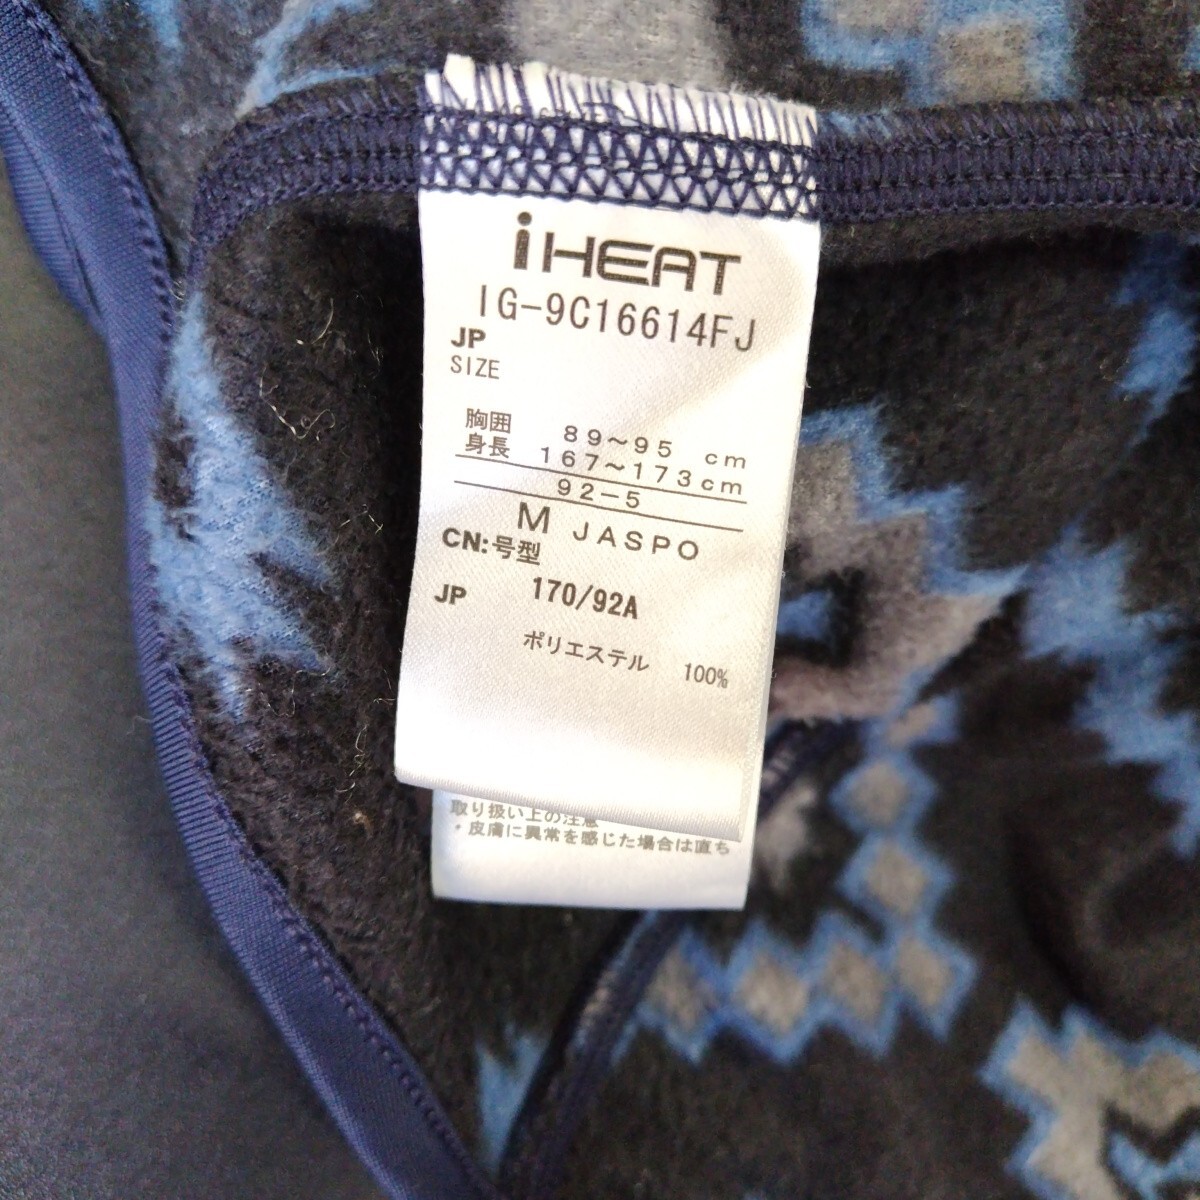 iHEAT
IG-9C16614FJ
JP
SIZE
胸囲 89～95 cm
身長 167～173cm
92-5
M JASPO
CN:号型
170/92A
JP
ポリエステル 100%
取り扱い上の注意
・皮膚に異常を感じた場合は直ち